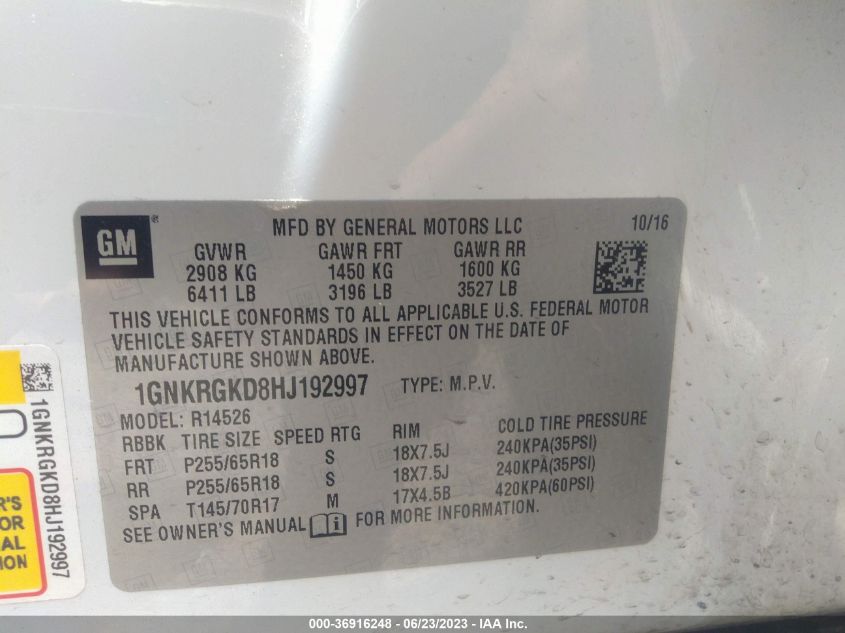 GM ®
MFD BY GENERAL MOTORS LLC 10/16
GVWR GAWR FRT GAWR RR
2908 KG 1450 KG 1600 KG
6411 LB 3196 LB 3527 LB
THIS VEHICLE CONFORMS TO ALL APPLICABLE U.S. FEDERAL MOTOR
VEHICLE SAFETY STANDARDS IN EFFECT ON THE DATE OF
MANUFACTURE SHOWN ABOVE.
1GNKRGKD8HJ192997 TYPE: M.P.V.
MODEL: R14526
RBBK TIRE SIZE SPEED RTG RIM COLD TIRE PRESSURE
FRT P255/65R18 S 18X7.5J 240KPA(35PSI)
RR P255/65R18 S 18X7.5J 240KPA(35PSI)
SPA T145/70R17 M 17X4.5B 420KPA(60PSI)
SEE OWNER'S MANUAL FOR MORE INFORMATION.
1GNKRGKD8HJ192997
R'S
OR
AL
ION
000-36916248 - 06/23/2023 - IAA Inc.